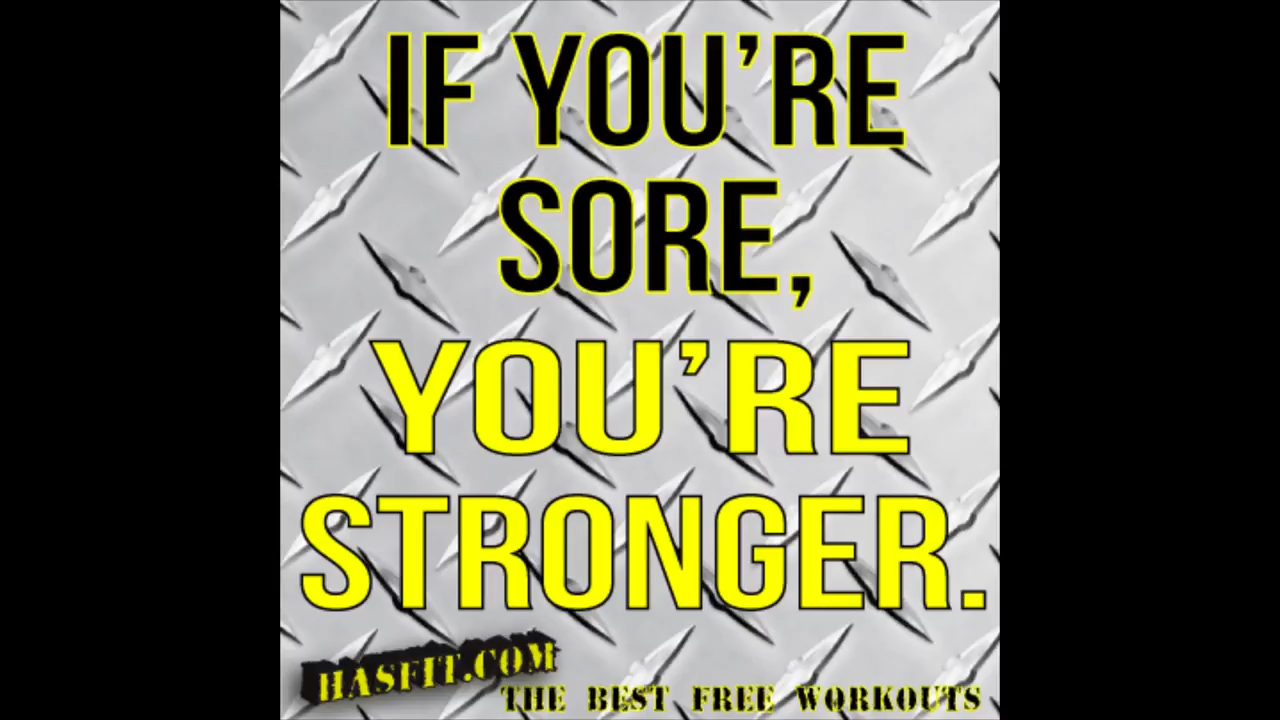 IF YOU'RE
SORE,
YOU'RE
STRONGER.
HASFIT.COM
THE BEST FREE WORKOUTS